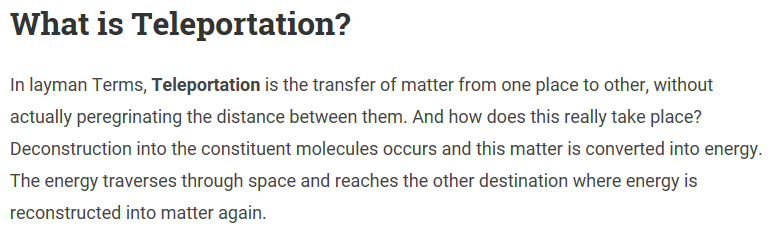 What is Teleportation?
In layman Terms, Teleportation is the transfer of matter from one place to other, without
actually peregrinating the distance between them. And how does this really take place?
Deconstruction into the constituent molecules occurs and this matter is converted into energy.
The energy traverses through space and reaches the other destination where energy is
reconstructed into matter again.